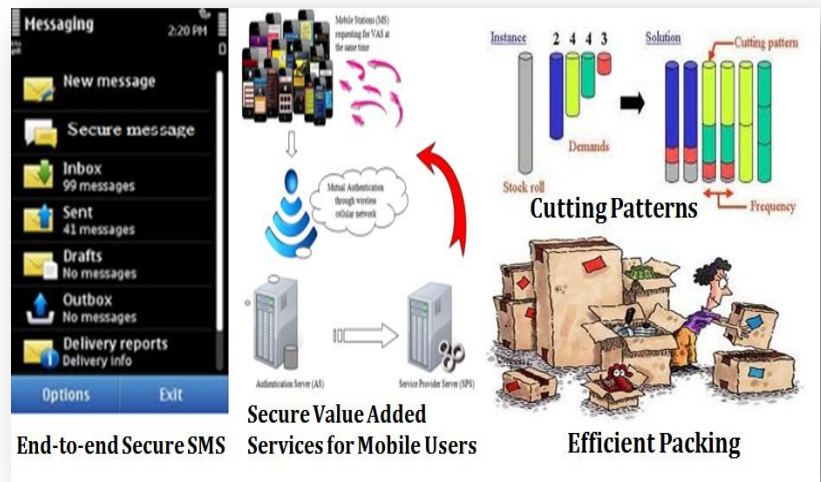 Messaging
2:20 PM
New message
Secure message
Inbox
99 messages
Sent
41 messages
Drafts
No messages
Outbox
No messages
Delivery reports
Delivery info
Options
Exit
End-to-end Secure SMS
Mobile Stations (MS)
requesting for VAS at
the same time
Mutual Authentication
through wireless
cellular network
Authentication Server (AS)
Service Provider Server (SPS)
Secure Value Added
Services for Mobile Users
Instance
2 4 4 3
Solution
Cutting pattern
Demands
Stock roll
Frequency
Cutting Patterns
Efficient Packing